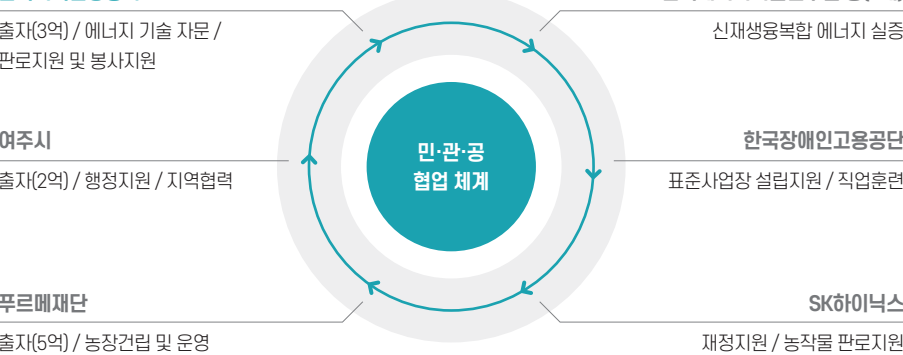 출자(3억) / 에너지 기술 자문 /
판로지원 및 봉사지원
신재생융복합 에너지 실증
여주시
출자(2억) / 행정지원 / 지역협력
민·관·공
협업 체계
한국장애인고용공단
표준사업장 설립지원 / 직업훈련
푸르메재단
출자(5억) / 농장건립 및 운영
SK하이닉스
재정지원 / 농작물 판로지원